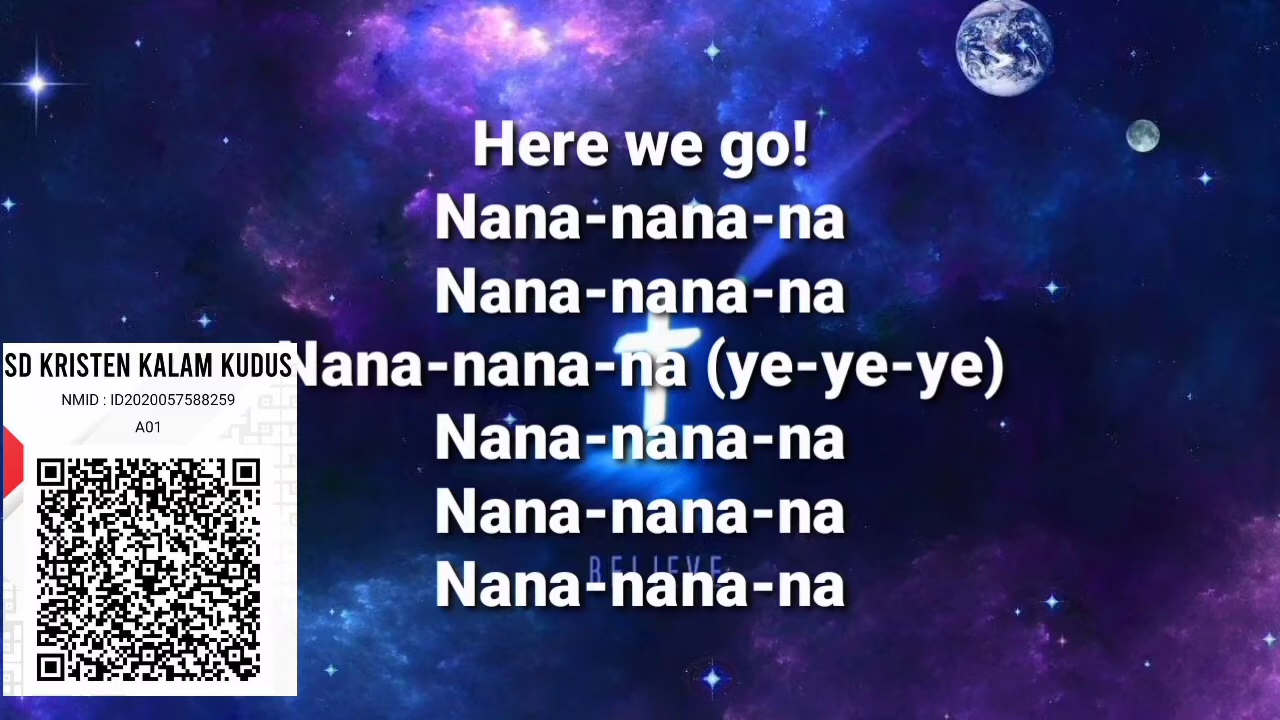 Here we go!
Nana-nana-na
Nana-nana-na
Nana-nana-na (ye-ye-ye)
Nana-nana-na
Nana-nana-na
Nana-nana-na
BELIEVE
SD KRISTEN KALAM KUDUS
NMID : ID2020057588259
A01